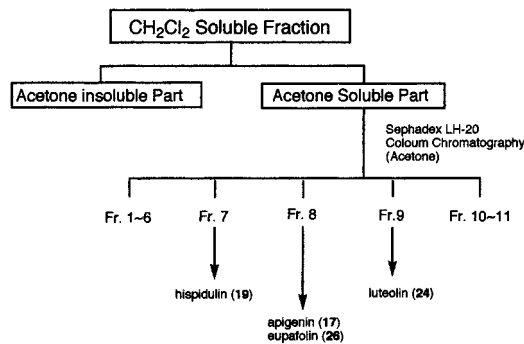 CH2Cl2 Soluble Fraction
Acetone insoluble Part
Acetone Soluble Part
Sephadex LH-20
Coloum Chromatography
(Acetone)
Fr. 1~6
Fr. 7
Fr. 8
Fr.9
Fr. 10~11
hispidulin (19)
luteolin (24)
apigenin (17)
eupafolin (26)